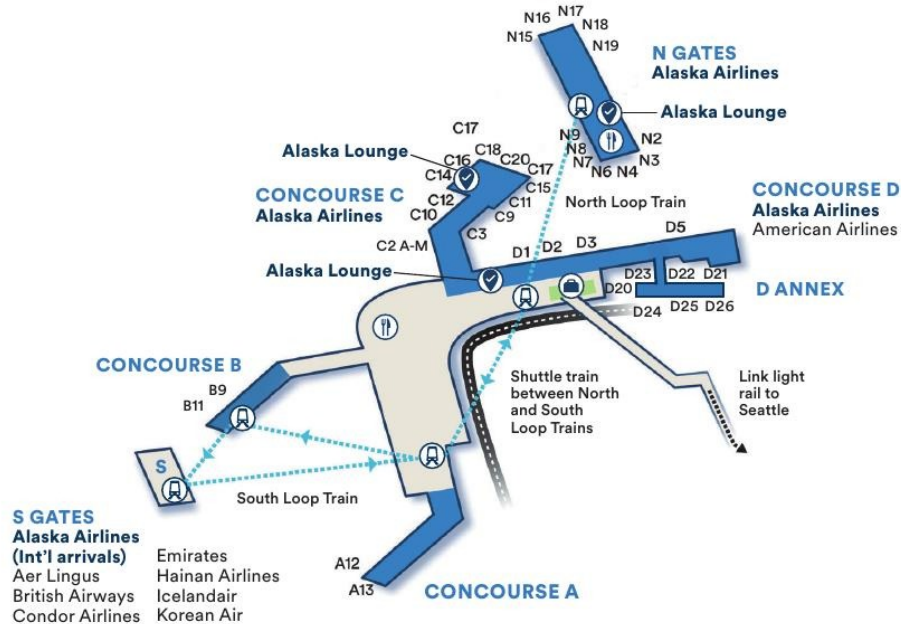 N16
N17
N15
N18
N19
N GATES
Alaska Airlines
Alaska Lounge
N9
N8
N7
N6
N4
N3
N2
C17
Alaska Lounge
C16
C18
C14
C20
C17
C15
C12
C11
C10
C9
CONCOURSE C
Alaska Airlines
C2 A-M
C3
North Loop Train
CONCOURSE D
Alaska Airlines
American Airlines
D1
D2
D3
D5
Alaska Lounge
D23
D22
D21
D20
D24
D25
D26
D ANNEX
CONCOURSE B
B9
B11
Shuttle train
between North
and South
Loop Trains
Link light
rail to
Seattle
S
South Loop Train
S GATES
Alaska Airlines
(Int'l arrivals)
Aer Lingus
British Airways
Condor Airlines
Emirates
Hainan Airlines
Icelandair
Korean Air
A12
A13
CONCOURSE A